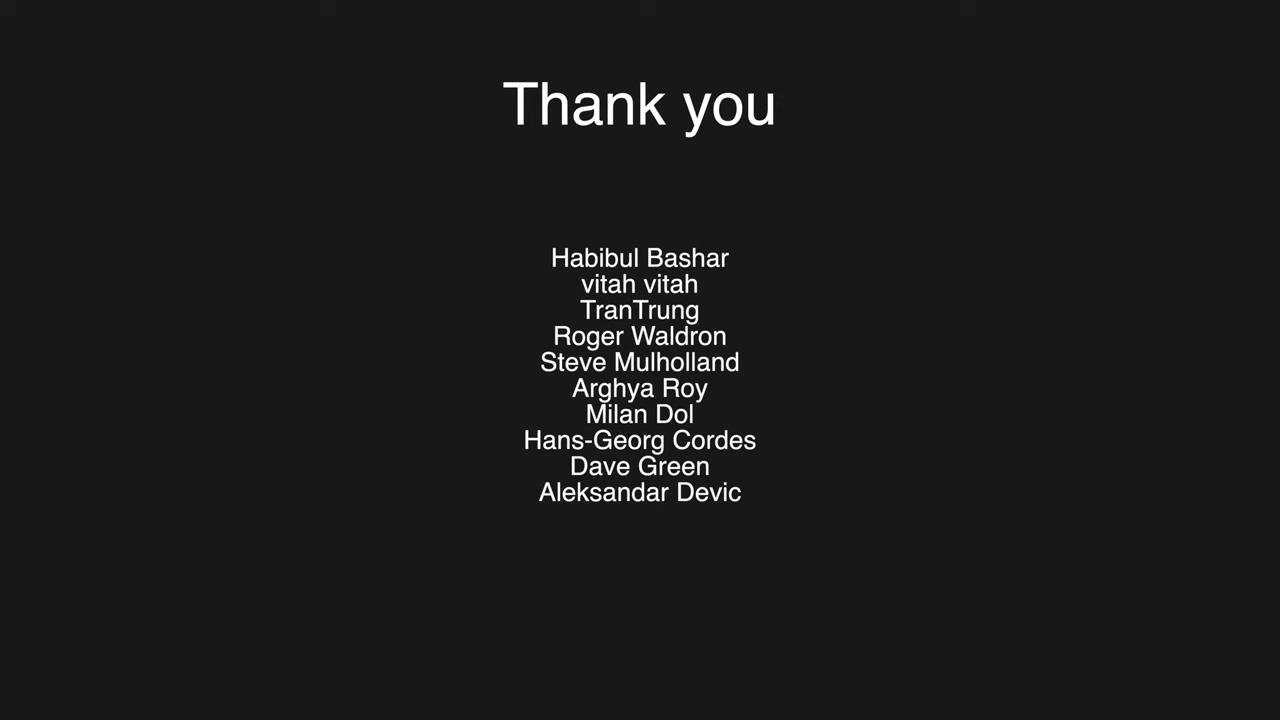 Thank you
Habibul Bashar
vitah vitah
TranTrung
Roger Waldron
Steve Mulholland
Arghya Roy
Milan Dol
Hans-Georg Cordes
Dave Green
Aleksandar Devic